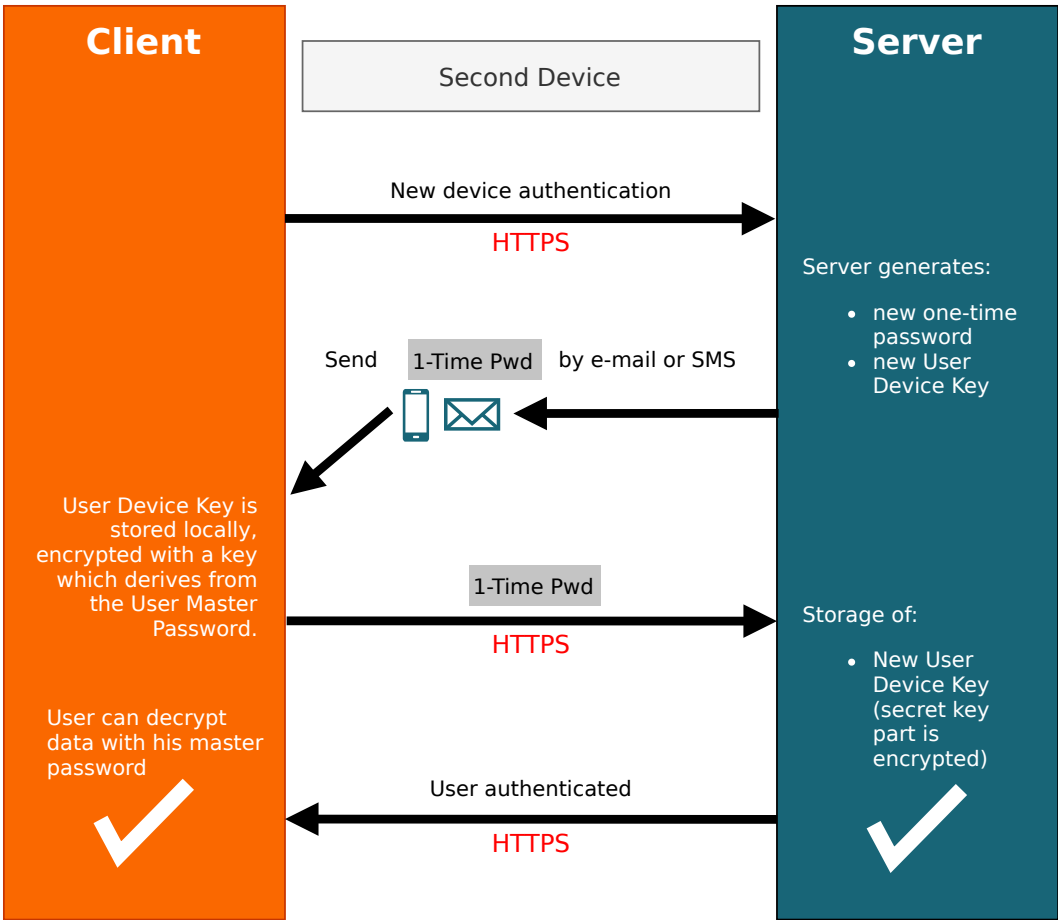 Client
Second Device
Server
New device authentication
HTTPS
Server generates:
• new one-time
password
• new User
Device Key
Send 1-Time Pwd by e-mail or SMS
User Device Key is
stored locally,
encrypted with a key
which derives from
the User Master
Password.
1-Time Pwd
HTTPS
Storage of:
• New User
Device Key
(secret key
part is
encrypted)
User can decrypt
data with his master
password
User authenticated
HTTPS